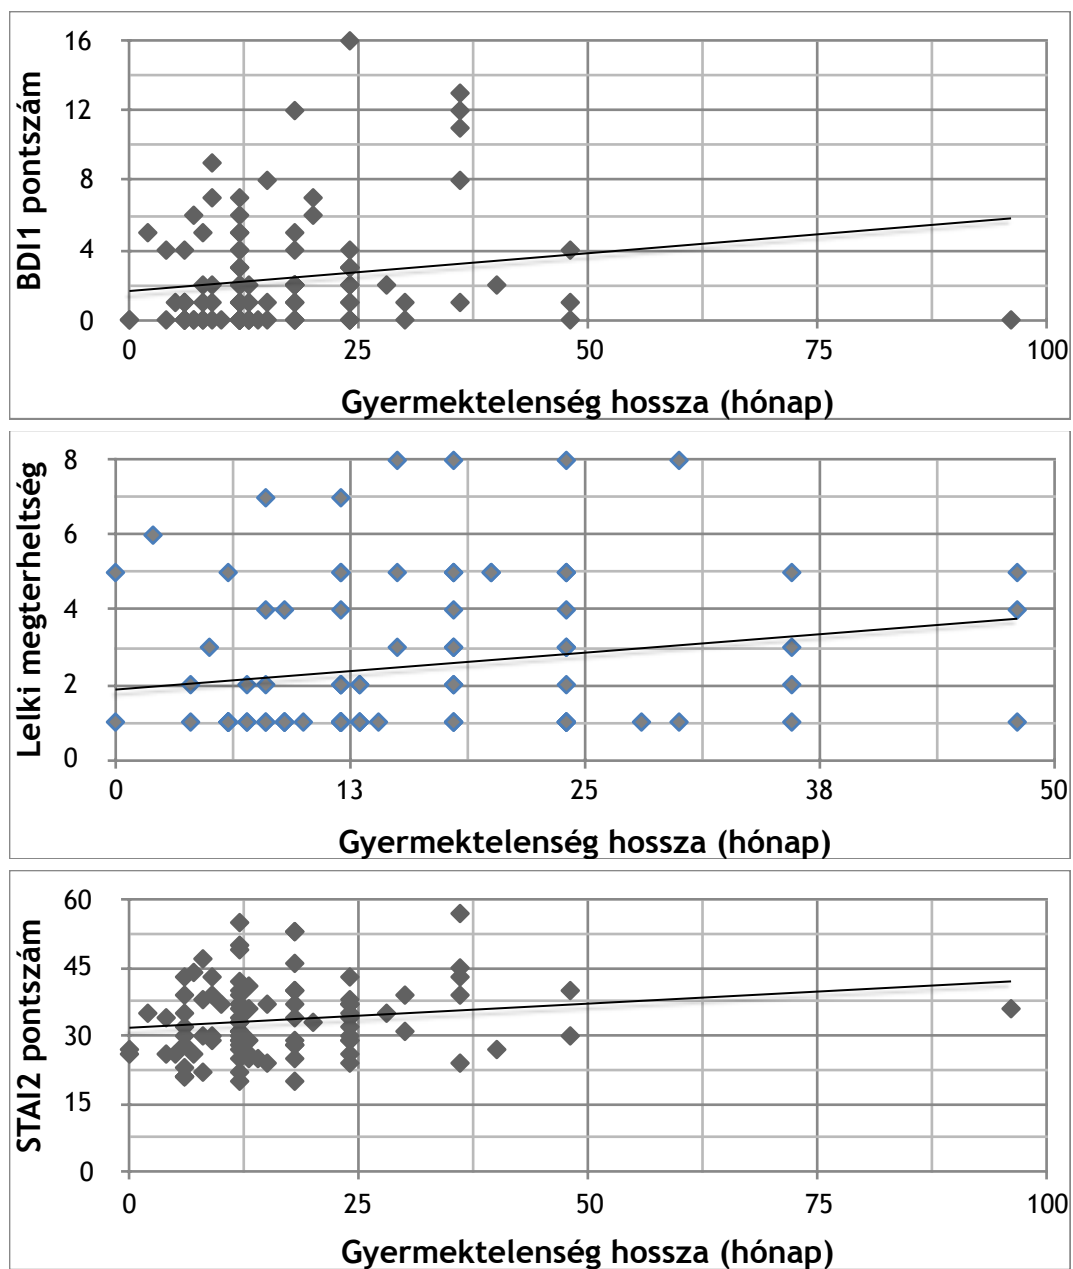 BDI1 pontszám
16
12
8
4
0
0 25 50 75 100
Gyermektelenség hossza (hónap)
Lelki megterheltség
8
6
4
2
0
0 13 25 38 50
Gyermektelenség hossza (hónap)
STAI2 pontszám
60
45
30
15
0
0 25 50 75 100
Gyermektelenség hossza (hónap)